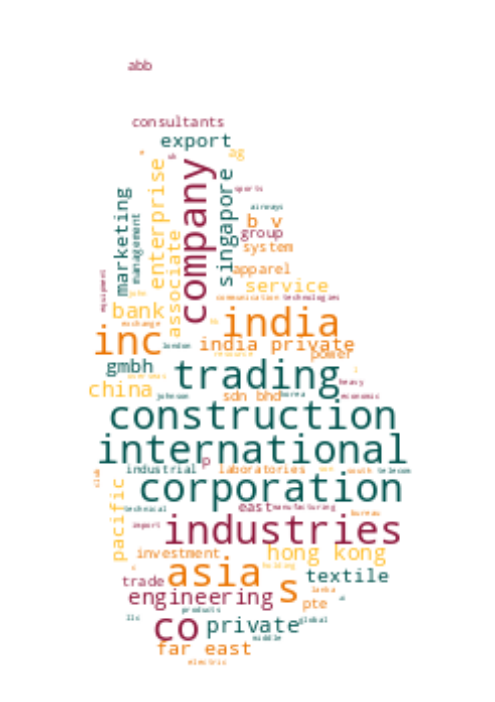 abb
consultants
export
ag
enterprise
company
sports
singapore
marketing
management
airways
b v
group
system
associate
apparel
equipment
service
communication technologies
bank
exchange
india
inc
london
india private
resource
power
gmbh
trading
china
heavy
johnson
sdn bhd
korea
economic
construction
international
p
industrial
laboratories
south
telecom
club
corporation
pacific
technical
east
manufacturing
bureau
import
industries
investment
hong kong
asia
holding
textile
trade
s
lanka
engineering
pte
products
llc
co
private
global
middle
far east
electric